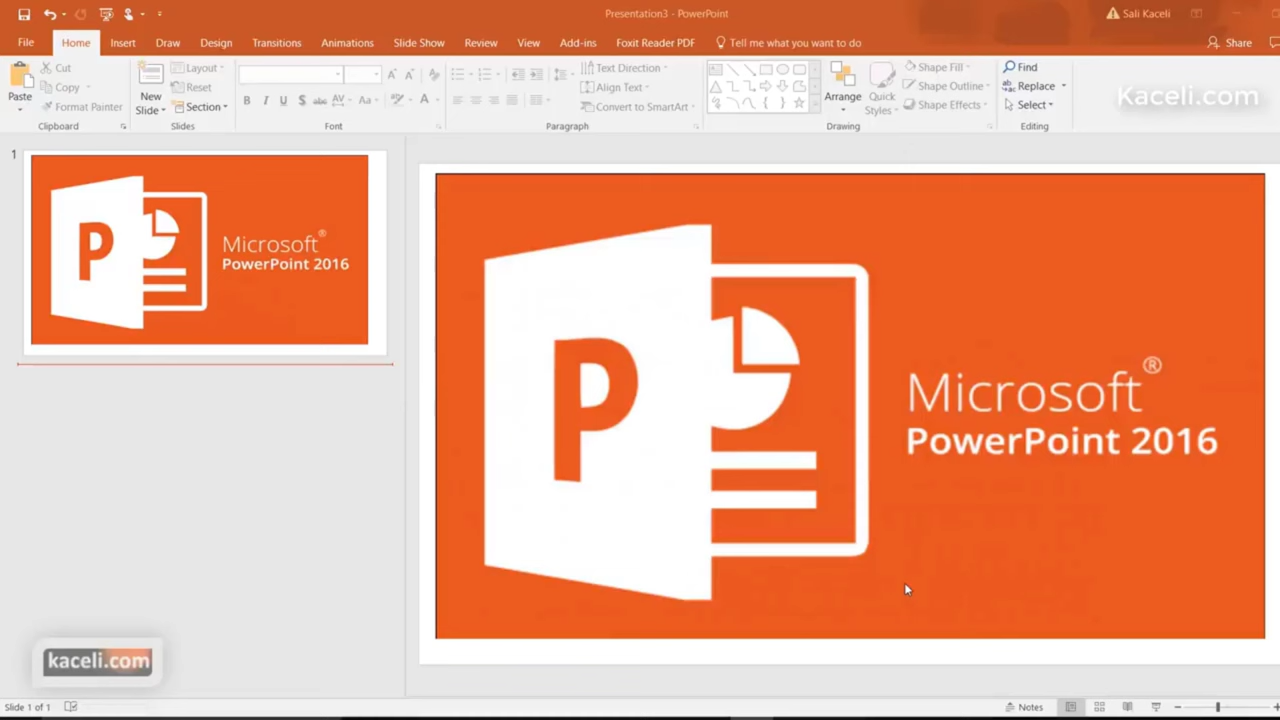 Presentation3 - PowerPoint
Sali Kaceli
File Home Insert Draw Design Transitions Animations Slide Show Review View Add-ins Foxit Reader PDF Tell me what you want to do Share
Paste
Cut
Copy
Format Painter
Clipboard
New
Slide
Layout
Reset
Section
Slides
B I U S abc AV Aa A
Font
Text Direction
Align Text
Convert to SmartArt
Paragraph
Arrange
Quick
Styles
Shape Fill
Shape Outline
Shape Effects
Drawing
Find
Replace
Select
Editing
Kaceli.com
1
P
Microsoft®
PowerPoint 2016
P
Microsoft®
PowerPoint 2016
kaceli.com
Slide 1 of 1
Notes